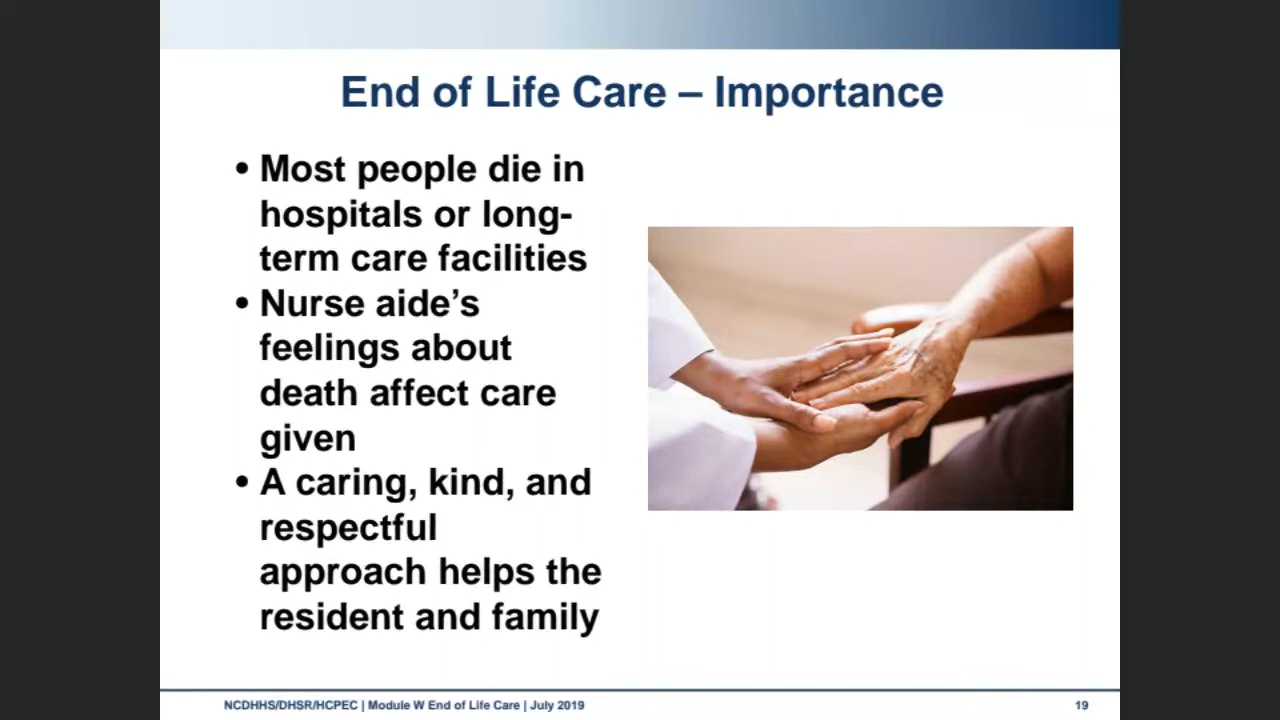 End of Life Care – Importance
• Most people die in
hospitals or long-
term care facilities
• Nurse aide’s
feelings about
death affect care
given
• A caring, kind, and
respectful
approach helps the
resident and family
NCDHHS/DHSR/HCPEC | Module W End of Life Care | July 2019
19